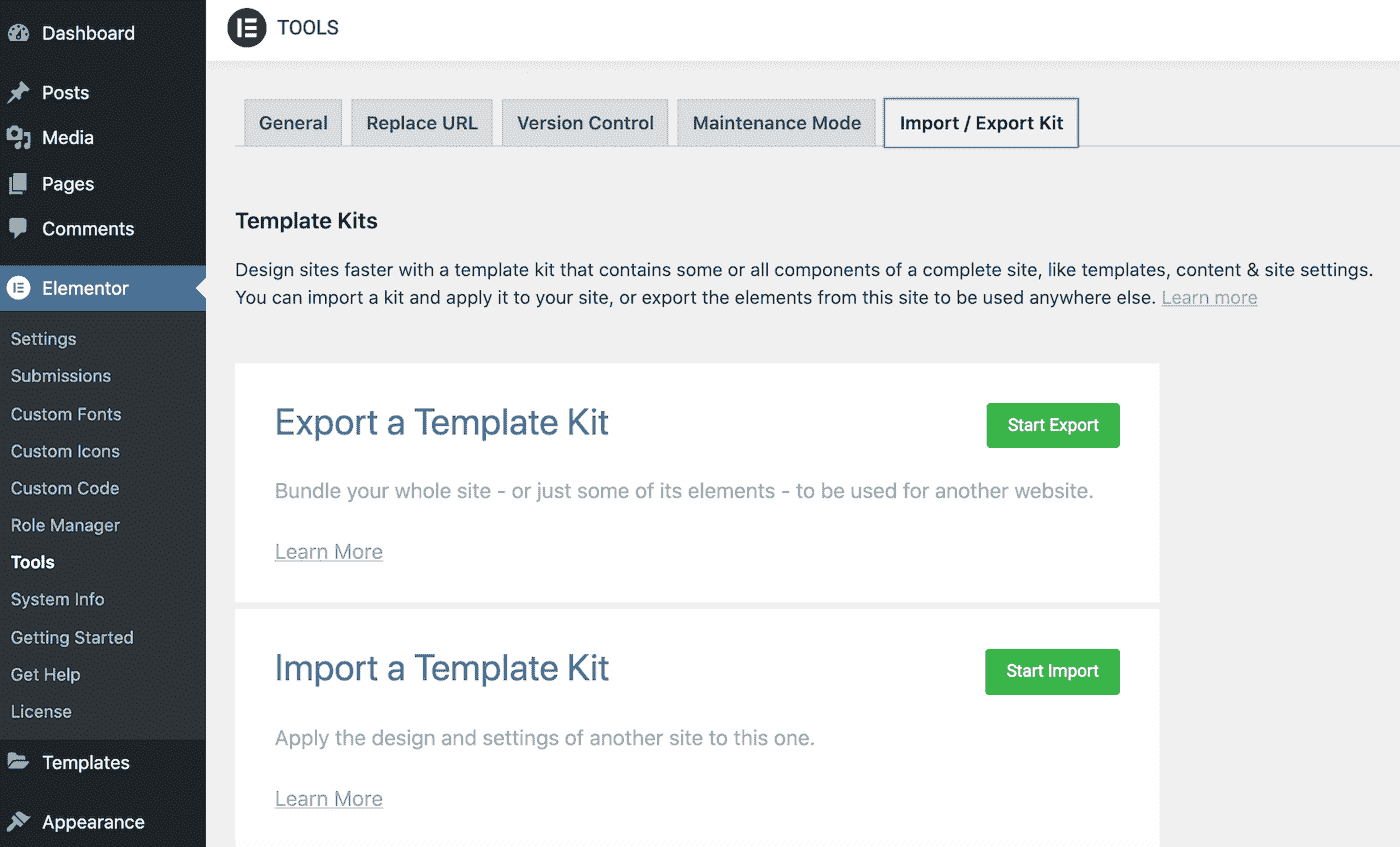 Dashboard
Posts
Media
Pages
Comments
Elementor
Settings
Submissions
Custom Fonts
Custom Icons
Custom Code
Role Manager
Tools
System Info
Getting Started
Get Help
License
Templates
Appearance
TOOLS
General
Replace URL
Version Control
Maintenance Mode
Import / Export Kit
Template Kits
Design sites faster with a template kit that contains some or all components of a complete site, like templates, content & site settings.
You can import a kit and apply it to your site, or export the elements from this site to be used anywhere else. Learn more
Export a Template Kit
Start Export
Bundle your whole site - or just some of its elements - to be used for another website.
Learn More
Import a Template Kit
Start Import
Apply the design and settings of another site to this one.
Learn More